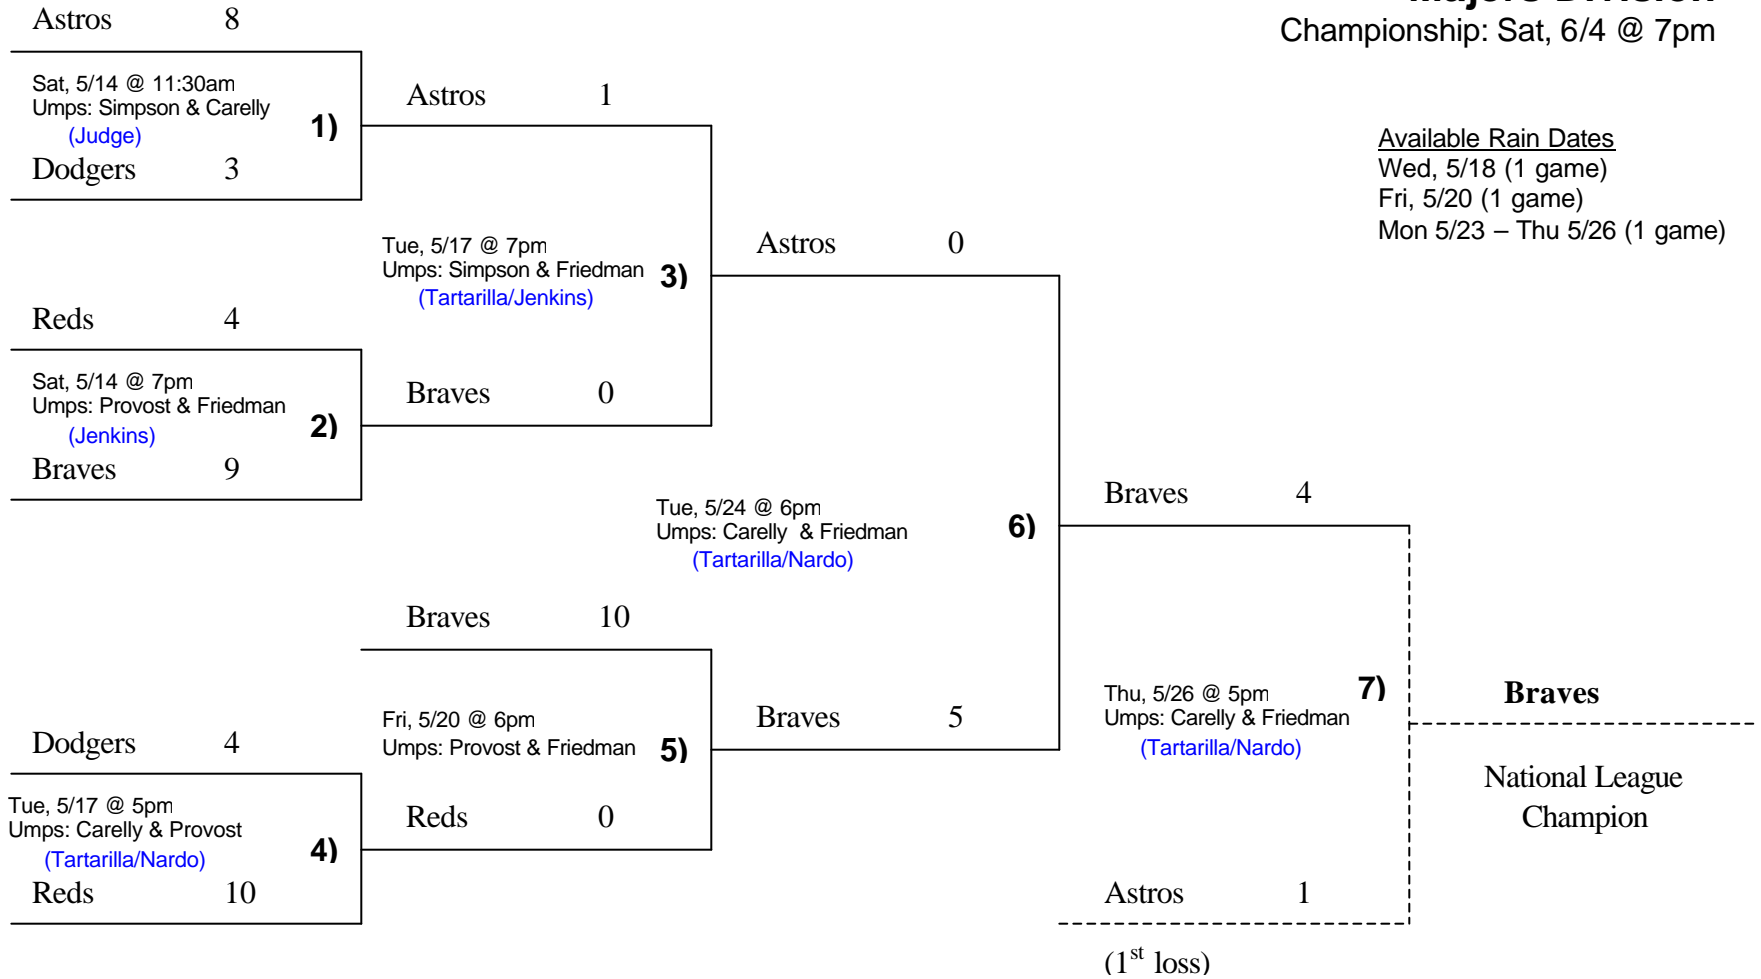 Majors Division
Championship: Sat, 6/4 @ 7pm
Available Rain Dates
Wed, 5/18 (1 game)
Fri, 5/20 (1 game)
Mon 5/23 – Thu 5/26 (1 game)
Astros 8
Sat, 5/14 @ 11:30am
Umps: Simpson & Carelly
(Judge)
1)
Dodgers 3
Reds 4
Sat, 5/14 @ 7pm
Umps: Provost & Friedman
(Jenkins)
2)
Braves 9
Astros 1
Tue, 5/17 @ 7pm
Umps: Simpson & Friedman
(Tartarilla/Jenkins)
3)
Braves 0
Dodgers 4
Tue, 5/17 @ 5pm
Umps: Carelly & Provost
(Tartarilla/Nardo)
4)
Reds 10
Braves 10
Fri, 5/20 @ 6pm
Umps: Provost & Friedman
5)
Reds 0
Astros 0
Tue, 5/24 @ 6pm
Umps: Carelly & Friedman
(Tartarilla/Nardo)
6)
Braves 5
Braves 4
Thu, 5/26 @ 5pm
Umps: Carelly & Friedman
(Tartarilla/Nardo)
7)
Astros 1
(1st loss)
Braves
National League
Champion